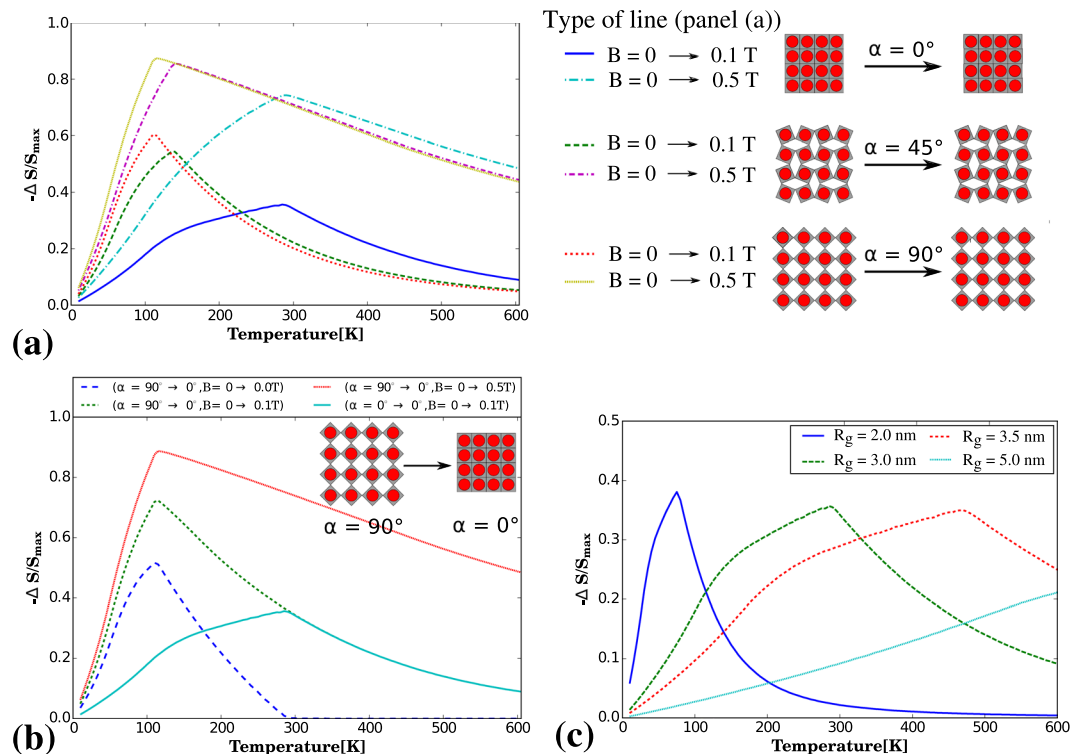 Type of line (panel (a))
B = 0 → 0.1 T
B = 0 → 0.5 T
α = 0°
B = 0 → 0.1 T
B = 0 → 0.5 T
α = 45°
B = 0 → 0.1 T
B = 0 → 0.5 T
α = 90°
1.0
0.8
0.6
0.4
0.2
0.0
-Δ S/Smax
0 100 200 300 400 500 600
Temperature[K]
(a)
(α = 90° → 0°,B= 0→ 0.0T)
(α = 90° → 0°,B= 0→ 0.1T)
(α = 90° → 0°,B= 0→ 0.5T)
(α = 0° → 0°,B= 0→ 0.1T)
1.0
0.8
0.6
0.4
0.2
0.0
-Δ S/Smax
α = 90°
α = 0°
0 100 200 300 400 500 600
Temperature[K]
(b)
0.5
0.4
0.3
0.2
0.1
0.0
-Δ S/Smax
Rg = 2.0 nm
Rg = 3.0 nm
Rg = 3.5 nm
Rg = 5.0 nm
0 100 200 300 400 500 600
Temperature[K]
(c)